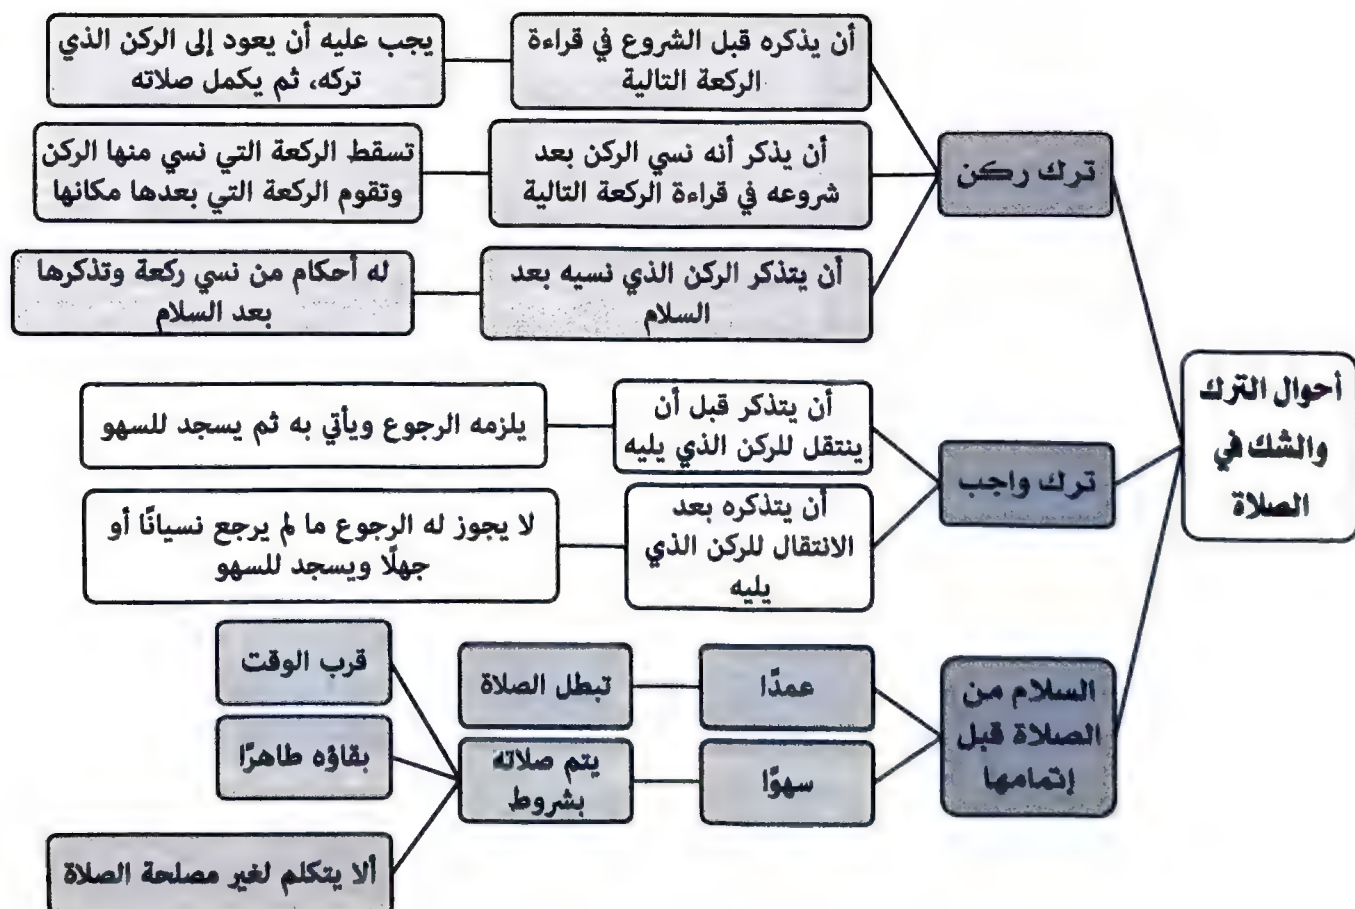 أحوال الترك
والشك في
الصلاة
ترك ركن
أن يذكره قبل الشروع في قراءة
الركعة التالية
يجب عليه أن يعود إلى الركن الذي
تركه، ثم يكمل صلاته
أن يذكر أنه نسي الركن بعد
شروعه في قراءة الركعة التالية
تسقط الركعة التي نسي منها الركن
وتقوم الركعة التي بعدها مكانها
أن يتذكر الركن الذي نسيه بعد
السلام
له أحكام من نسي ركعة وتذكرها
بعد السلام
ترك واجب
أن يتذكر قبل أن
ينتقل للركن الذي يليه
يلزمه الرجوع ويأتي به ثم يسجد للسهو
أن يتذكره بعد
الانتقال للركن الذي
يليه
لا يجوز له الرجوع ما لم يرجع نسيانًا أو
جهلًا ويسجد للسهو
السلام من
الصلاة قبل
إتمامها
عمدًا
تبطل الصلاة
سهوًا
يتم صلاته
بشروط
قرب الوقت
بقاؤه طاهرًا
ألا يتكلم لغير مصلحة الصلاة